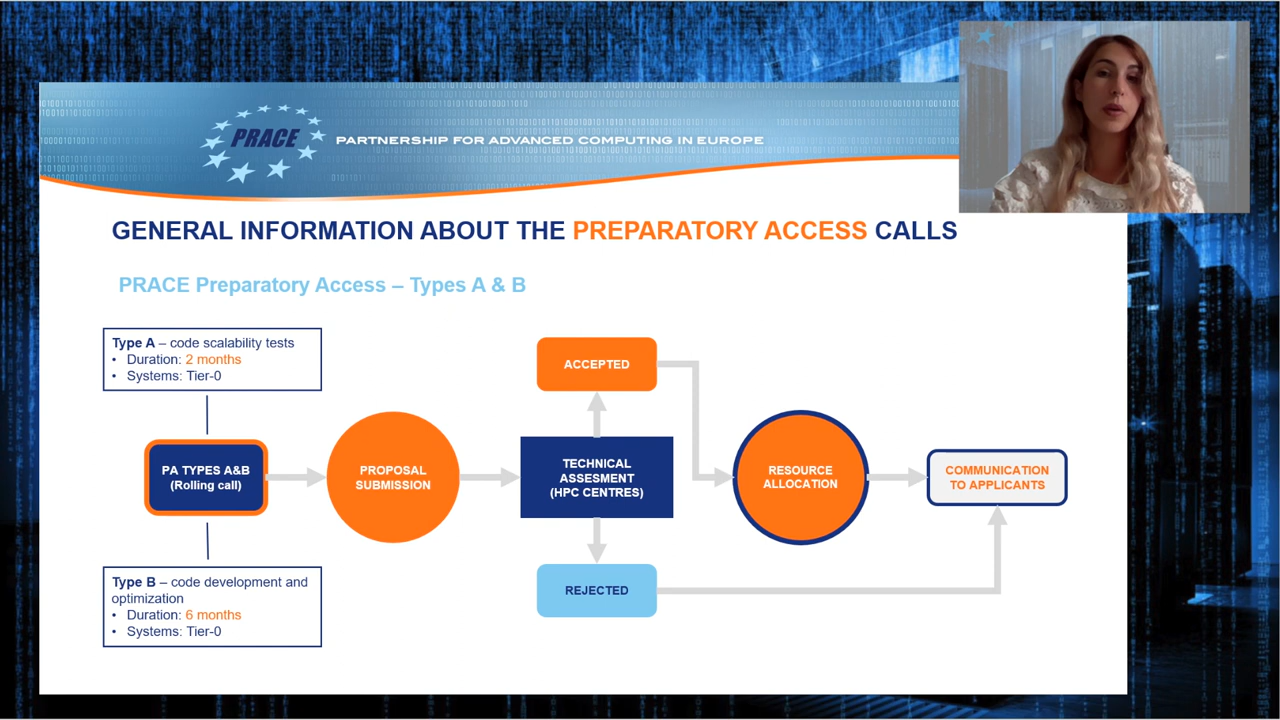 PRACE
PARTNERSHIP FOR ADVANCED COMPUTING IN EUROPE
GENERAL INFORMATION ABOUT THE PREPARATORY ACCESS CALLS
PRACE Preparatory Access – Types A & B
Type A – code scalability tests
• Duration: 2 months
• Systems: Tier-0
PA TYPES A&B
(Rolling call)
Type B – code development and
optimization
• Duration: 6 months
• Systems: Tier-0
PROPOSAL
SUBMISSION
ACCEPTED
TECHNICAL
ASSESMENT
(HPC CENTRES)
REJECTED
RESOURCE
ALLOCATION
COMMUNICATION
TO APPLICANTS